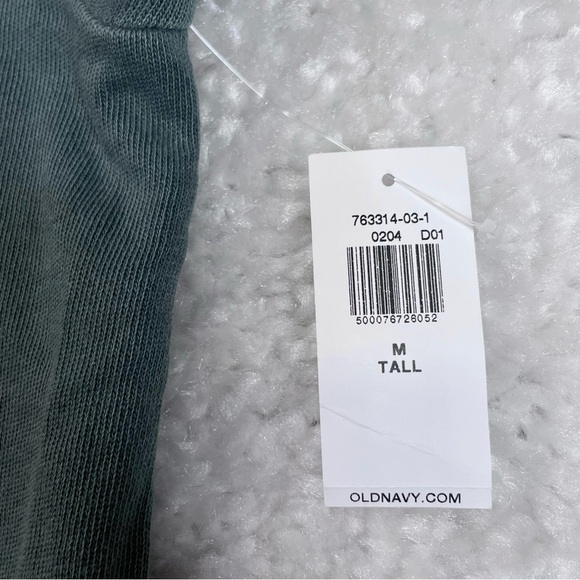 763314-03-1
0204 D01
500076726052
M
TALL
OLDNAVY.COM